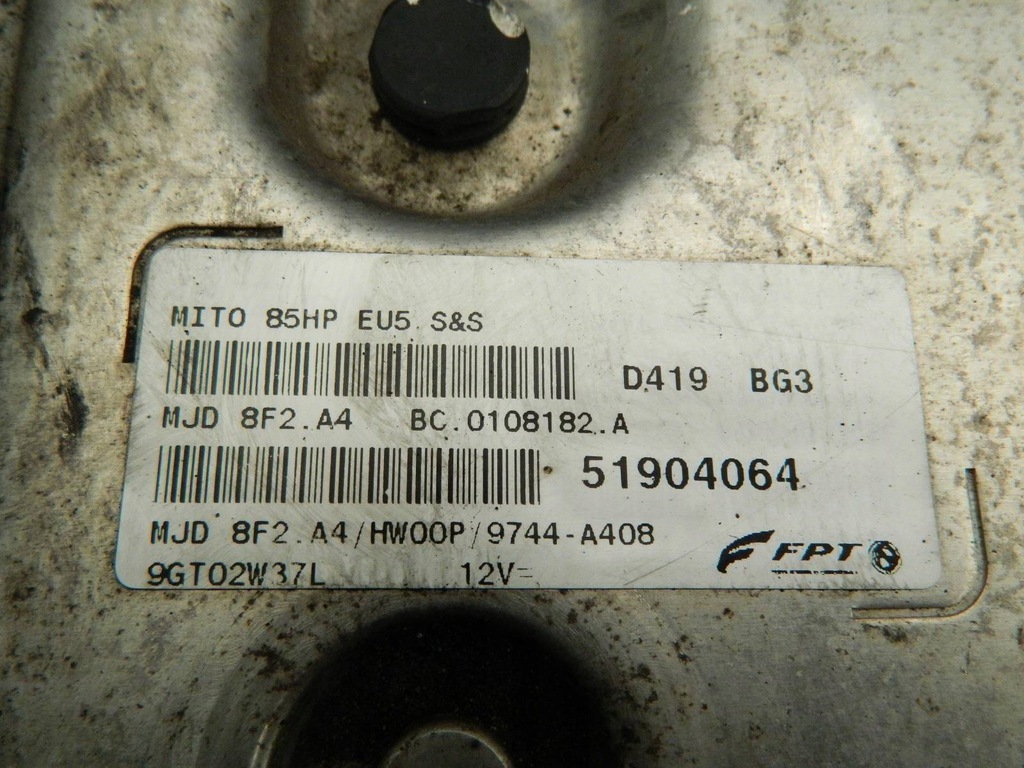 MITO 85HP EU5 S&S
D419 BG3
MJD 8F2.A4 BC.0108182.A
51904064
MJD 8F2.A4/HW00P/9744-A408
FPT
9GT02W37L 12V=